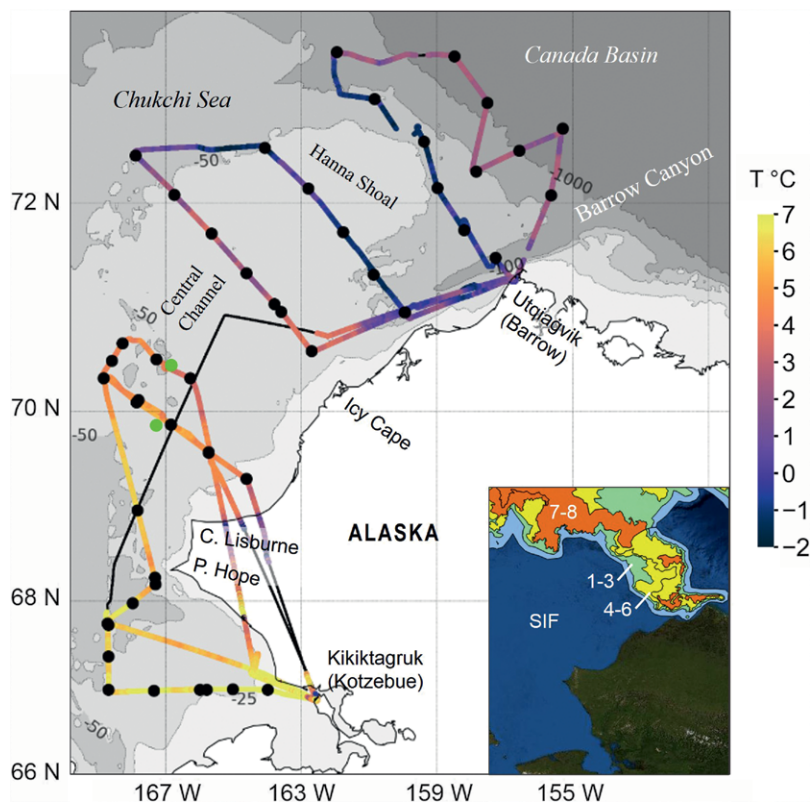 Canada Basin
Chukchi Sea
-50
Hanna Shoal
-1000
Barrow Canyon
T °C
7
6
5
4
3
2
1
0
-1
-2
72 N
Central
Channel
-100
Utqiagvik
(Barrow)
-50
70 N
Icy Cape
-50
ALASKA
C. Lisburne
P. Hope
7-8
1-3
4-6
SIF
68 N
Kikiktagruk
(Kotzebue)
-25
-50
66 N
167 W
163 W
159 W
155 W